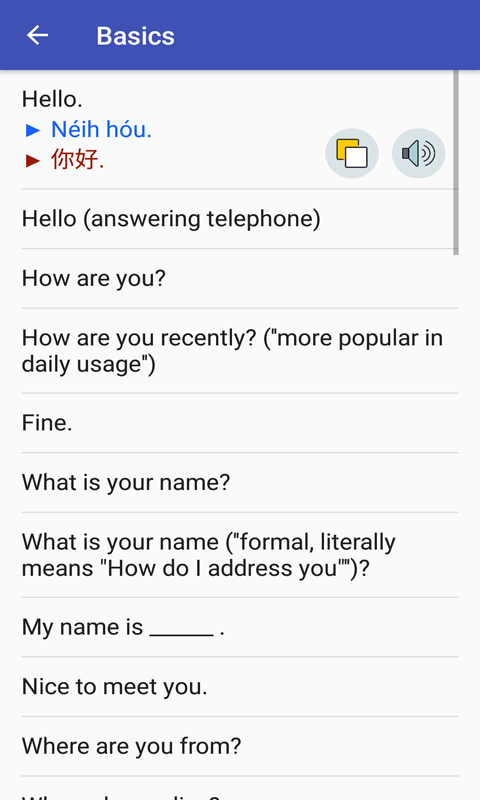 Basics
Hello.
► Néih hóu.
► 你好.
Hello (answering telephone)
How are you?
How are you recently? ("more popular in
daily usage")
Fine.
What is your name?
What is your name ("formal, literally
means "How do I address you"")?
My name is ______ .
Nice to meet you.
Where are you from?